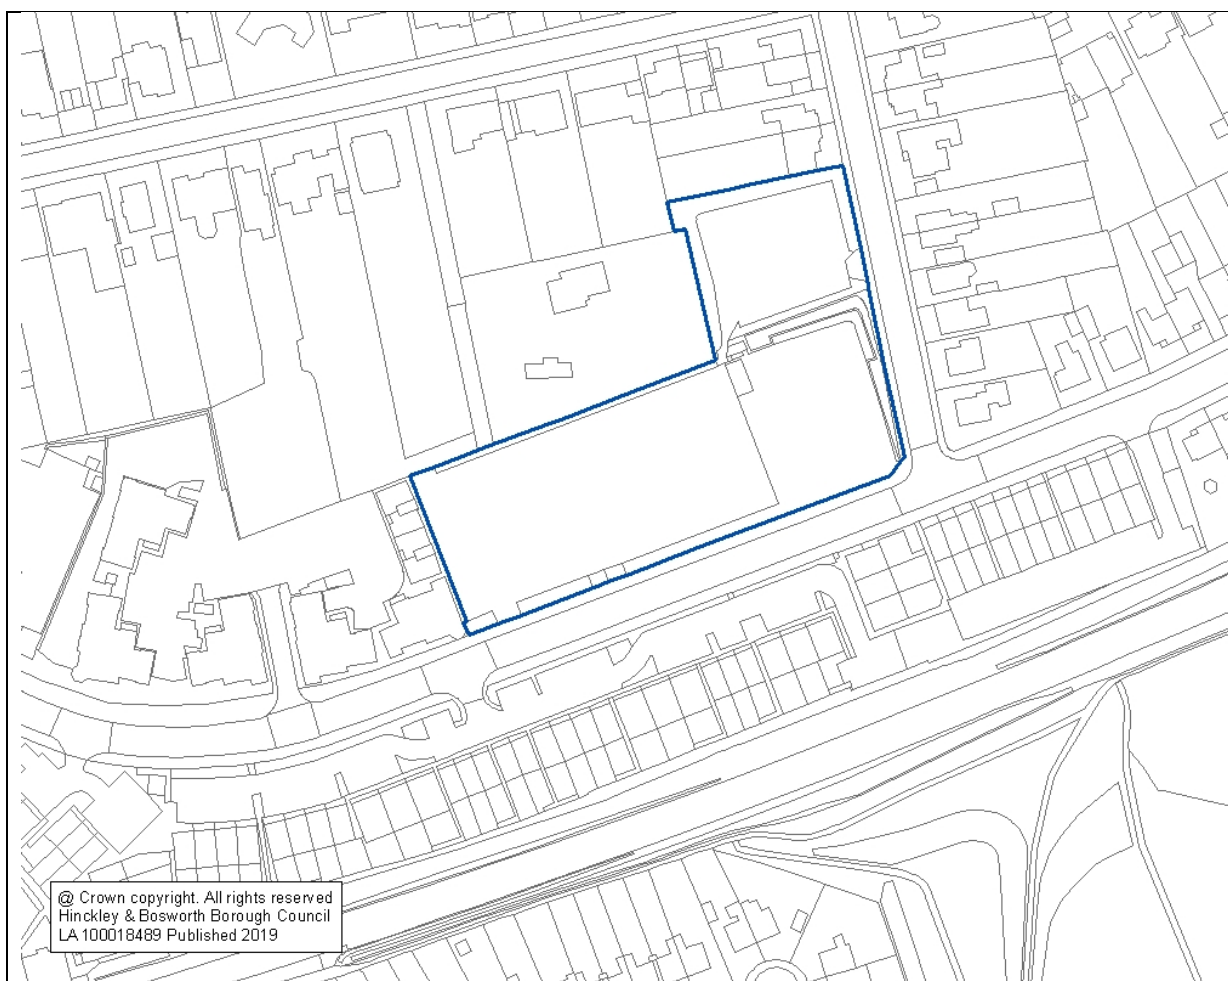 @ Crown copyright. All rights reserved
Hinckley & Bosworth Borough Council
LA 100018489 Published 2019